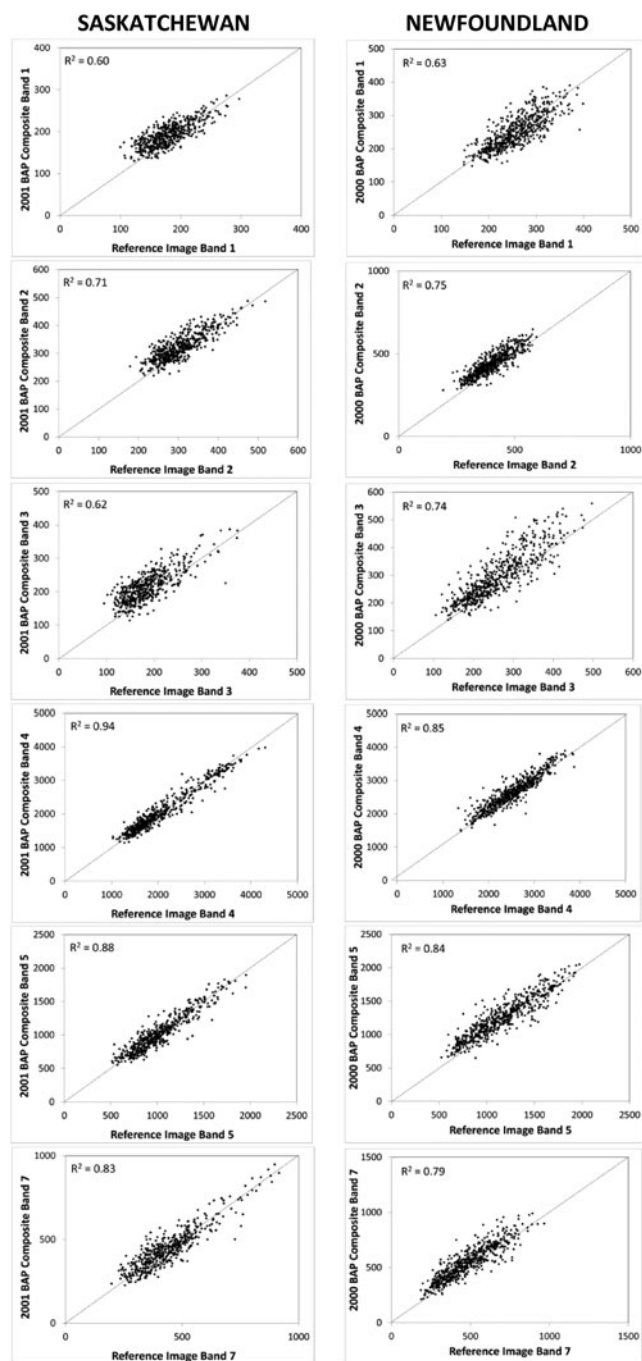 SASKATCHEWAN NEWFOUNDLAND
R² = 0.60
2001 BAP Composite Band 1
400
300
200
100
0
0 100 200 300 400
Reference Image Band 1
R² = 0.63
2000 BAP Composite Band 1
500
400
300
200
100
0
0 100 200 300 400 500
Reference Image Band 1
R² = 0.71
2001 BAP Composite Band 2
600
500
400
300
200
100
0
0 100 200 300 400 500 600
Reference Image Band 2
R² = 0.75
2000 BAP Composite Band 2
1000
500
0
0 500 1000
Reference Image Band 2
R² = 0.62
2001 BAP Composite Band 3
500
400
300
200
100
0
0 100 200 300 400 500
Reference Image Band 3
R² = 0.74
2000 BAP Composite Band 3
600
500
400
300
200
100
0
0 100 200 300 400 500 600
Reference Image Band 3
R² = 0.94
2001 BAP Composite Band 4
5000
4000
3000
2000
1000
0
0 1000 2000 3000 4000 5000
Reference Image Band 4
R² = 0.85
2000 BAP Composite Band 4
5000
4000
3000
2000
1000
0
0 1000 2000 3000 4000 5000
Reference Image Band 4
R² = 0.88
2001 BAP Composite Band 5
2500
2000
1500
1000
500
0
0 500 1000 1500 2000 2500
Reference Image Band 5
R² = 0.84
2000 BAP Composite Band 5
2500
2000
1500
1000
500
0
0 500 1000 1500 2000 2500
Reference Image Band 5
R² = 0.83
2001 BAP Composite Band 7
1000
500
0
0 500 1000
Reference Image Band 7
R² = 0.79
2000 BAP Composite Band 7
1500
1000
500
0
0 500 1000 1500
Reference Image Band 7